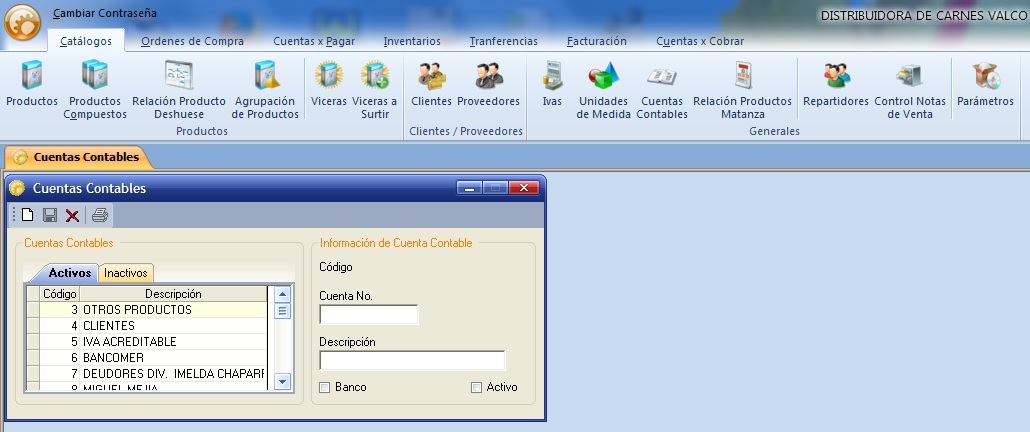 Cambiar Contraseña
DISTRIBUIDORA DE CARNES VALCO
Catálogos Ordenes de Compra Cuentas x Pagar Inventarios Tranferencias Facturación Cuentas x Cobrar
Productos Productos Compuestos Relación Producto Deshuese Agrupación de Productos Viceras Viceras a Surtir Clientes Proveedores Ivas Unidades de Medida Cuentas Contables Relación Productos Matanza Repartidores Control Notas de Venta Parámetros
Productos Clientes / Proveedores Generales
Cuentas Contables
Cuentas Contables
Cuentas Contables
Activos Inactivos
Código Descripción
3 OTROS PRODUCTOS
4 CLIENTES
5 IVA ACREDITABLE
6 BANCOMER
7 DEUDORES DIV. IMELDA CHAPARR
8 MIGUEL MEJIA
Información de Cuenta Contable
Código
Cuenta No.
Descripción
Banco Activo